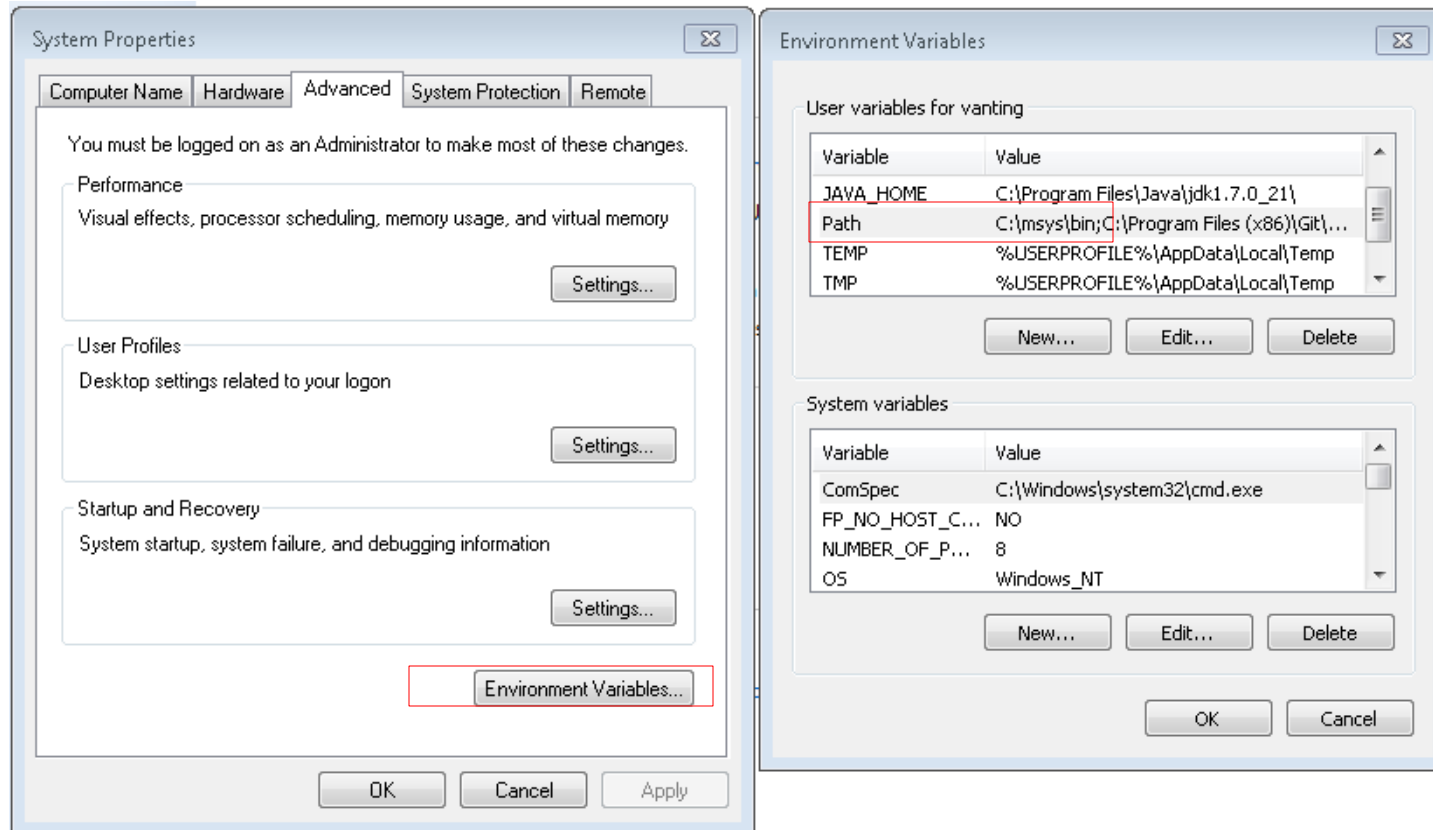 System Properties
Computer Name Hardware Advanced System Protection Remote
You must be logged on as an Administrator to make most of these changes.
Performance
Visual effects, processor scheduling, memory usage, and virtual memory
Settings...
User Profiles
Desktop settings related to your logon
Settings...
Startup and Recovery
System startup, system failure, and debugging information
Settings...
Environment Variables...
OK Cancel Apply
Environment Variables
User variables for vanting
Variable Value
JAVA_HOME C:\Program Files\Java\jdk1.7.0_21\
Path C:\msys\bin;C:\Program Files (x86)\Git\...
TEMP %USERPROFILE%\AppData\Local\Temp
TMP %USERPROFILE%\AppData\Local\Temp
New... Edit... Delete
System variables
Variable Value
ComSpec C:\Windows\system32\cmd.exe
FP_NO_HOST_C... NO
NUMBER_OF_P... 8
OS Windows_NT
New... Edit... Delete
OK Cancel